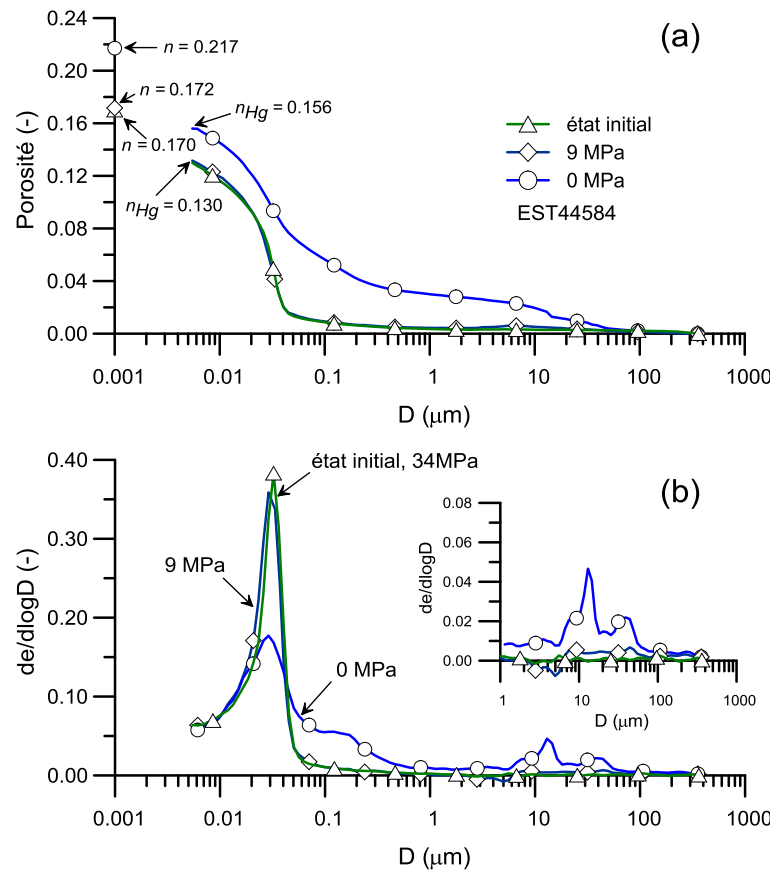 (a)
0.24
0.20
0.16
0.12
0.08
0.04
0.00
Porosité (-)
n = 0.217
n = 0.172
n = 0.170
nHg = 0.156
nHg = 0.130
état initial
9 MPa
0 MPa
EST44584
0.001
0.01
0.1
1
10
100
1000
D (μm)
(b)
0.40
0.30
0.20
0.10
0.00
de/dlogD (-)
état initial, 34MPa
9 MPa
0 MPa
0.08
0.06
0.04
0.02
0.00
de/dlogD
1
10
100
1000
D (μm)
0.001
0.01
0.1
1
10
100
1000
D (μm)